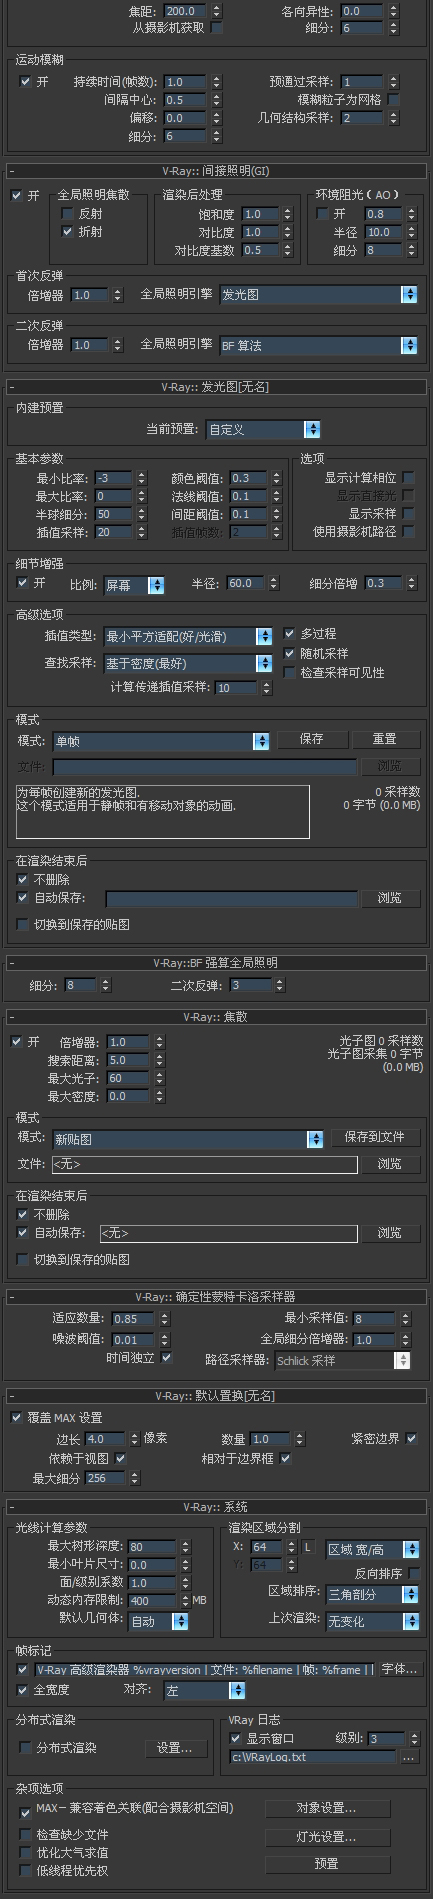 焦距: 200.0 各向异性: 0.0
从摄影机获取 细分: 6
运动模糊
开 持续时间(帧数): 1.0 预通过采样: 1
间隔中心: 0.5 模糊粒子为网格
偏移: 0.0 几何结构采样: 2
细分: 6
- V-Ray:: 间接照明(GI)
开 全局照明焦散 渲染后处理 环境阻光（AO）
反射 饱和度 1.0 开 0.8
折射 对比度 1.0 半径 10.0
对比度基数 0.5 细分 8
首次反弹
倍增器 1.0 全局照明引擎 发光图
二次反弹
倍增器 1.0 全局照明引擎 BF 算法
- V-Ray:: 发光图[无名]
内建预置
当前预置: 自定义
基本参数 选项
最小比率: -3 颜色阈值: 0.3 显示计算相位
最大比率: 0 法线阈值: 0.1 显示直接光
半球细分: 50 间距阈值: 0.1 显示采样
插值采样: 20 插值帧数: 2 使用摄影机路径
细节增强
开 比例: 屏幕 半径: 60.0 细分倍增 0.3
高级选项
插值类型: 最小平方适配(好/光滑) 多过程
查找采样: 基于密度(最好) 随机采样
检查采样可见性
计算传递插值采样: 10
模式
模式: 单帧 保存 重置
文件: 浏览
为每帧创建新的发光图. 0 采样数
这个模式适用于静帧和有移动对象的动画. 0 字节 (0.0 MB)
在渲染结束后
不删除
自动保存: 浏览
切换到保存的贴图
- V-Ray::BF 强算全局照明
细分: 8 二次反弹: 3
- V-Ray:: 焦散
开 倍增器: 1.0 光子图 0 采样数
搜索距离: 5.0 光子图采集 0 字节
最大光子: 60 (0.0 MB)
最大密度: 0.0
模式
模式: 新贴图 保存到文件
文件: <无> 浏览
在渲染结束后
不删除
自动保存: <无> 浏览
切换到保存的贴图
- V-Ray:: 确定性蒙特卡洛采样器
适应数量: 0.85 最小采样值: 8
噪波阈值: 0.01 全局细分倍增器: 1.0
时间独立 路径采样器: Schlick 采样
- V-Ray:: 默认置换[无名]
覆盖 MAX 设置
边长 4.0 像素 数量 1.0 紧密边界
依赖于视图 相对于边界框
最大细分 256
- V-Ray:: 系统
光线计算参数 渲染区域分割
最大树形深度: 80 X: 64 L 区域 宽/高
最小叶片尺寸: 0.0 Y: 64
面/级别系数 1.0 反向排序
动态内存限制: 400 MB 区域排序: 三角剖分
默认几何体: 自动 上次渲染: 无变化
帧标记
V-Ray 高级渲染器 %vrayversion | 文件: %filename | 帧: %frame | 字体...
全宽度 对齐: 左
分布式渲染 VRay 日志
分布式渲染 设置... 显示窗口 级别: 3
c:\VRayLog.txt ...
杂项选项
MAX－兼容着色关联(配合摄影机空间) 对象设置...
检查缺少文件 灯光设置...
优化大气求值
低线程优先权 预置